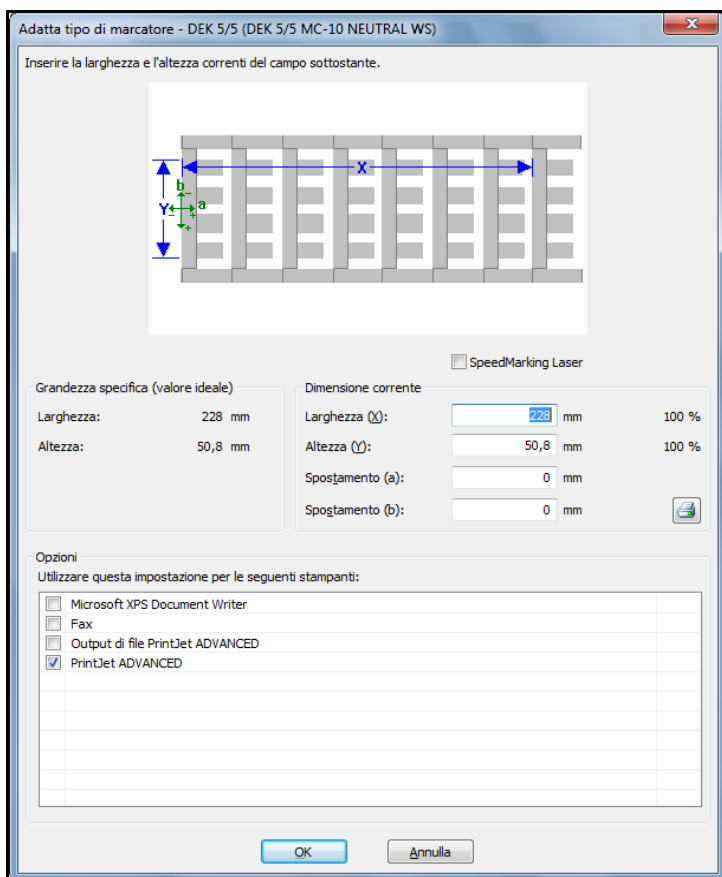 Adatta tipo di marcatore - DEK 5/5 (DEK 5/5 MC-10 NEUTRAL WS)
Inserire la larghezza e l'altezza correnti del campo sottostante.
X
b
Y
a
SpeedMarking Laser
Grandezza specifica (valore ideale)
Larghezza: 228 mm
Altezza: 50,8 mm
Dimensione corrente
Larghezza (X): 228 mm 100 %
Altezza (Y): 50,8 mm 100 %
Spostamento (a): 0 mm
Spostamento (b): 0 mm
Opzioni
Utilizzare questa impostazione per le seguenti stampanti:
Microsoft XPS Document Writer
Fax
Output di file PrintJet ADVANCED
PrintJet ADVANCED
OK
Annulla